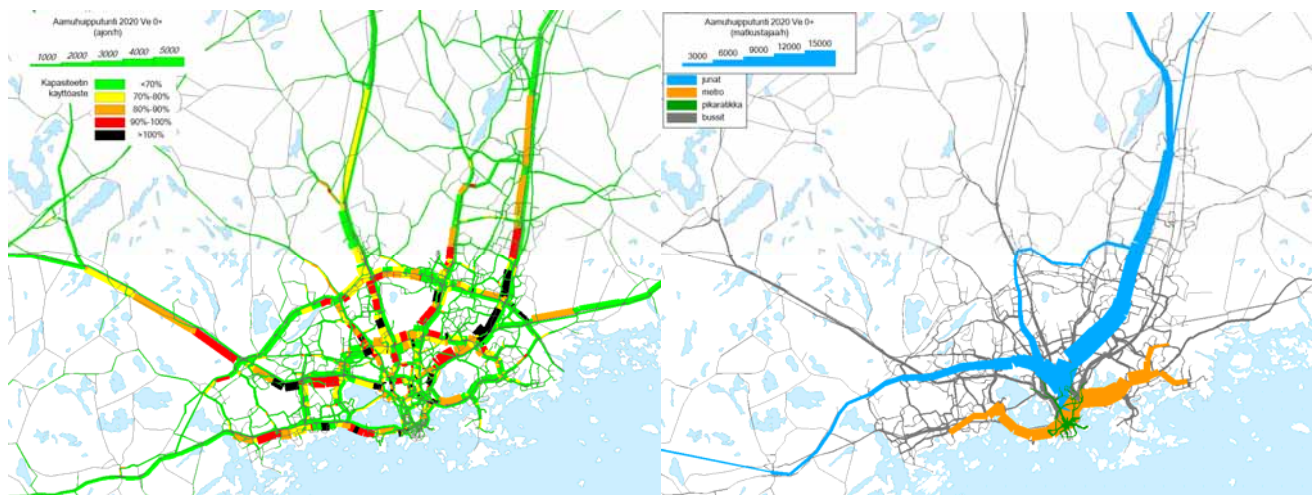 Aamuhuipputunti 2020 Ve 0+
(ajon/h)
1000 2000 3000 4000 5000
Kapasiteetin
käyttöaste
<70%
70%-80%
80%-90%
90%-100%
>100%
Aamuhuipputunti 2020 Ve 0+
(matkustajaa/h)
3000 6000 9000 12000 15000
junat
metro
pikaratikka
bussit